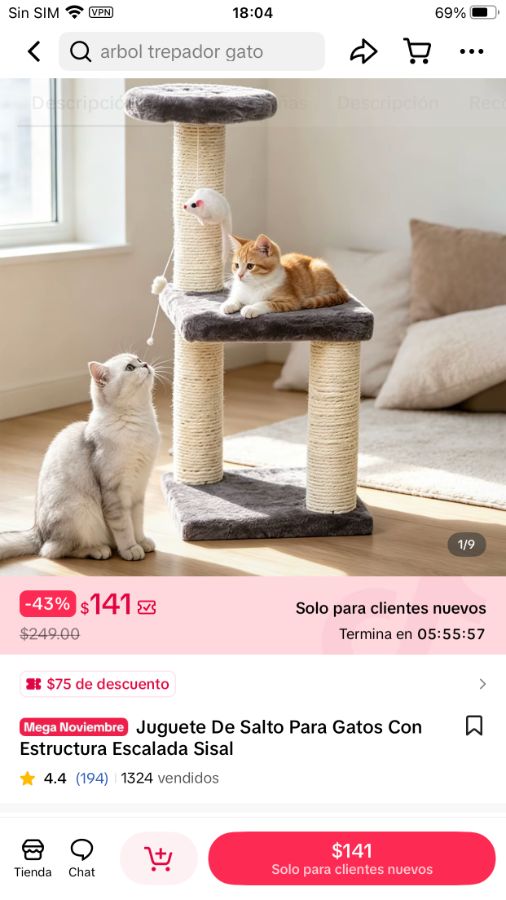 Sin SIM VPN 18:04 69%
arbol trepador gato
Descripción
1/9
-43% $141 Solo para clientes nuevos
$249.00 Termina en 05:55:57
$75 de descuento
Mega Noviembre Juguete De Salto Para Gatos Con
Estructura Escalada Sisal
4.4 (194) 1324 vendidos
$141
Tienda Chat Solo para clientes nuevos